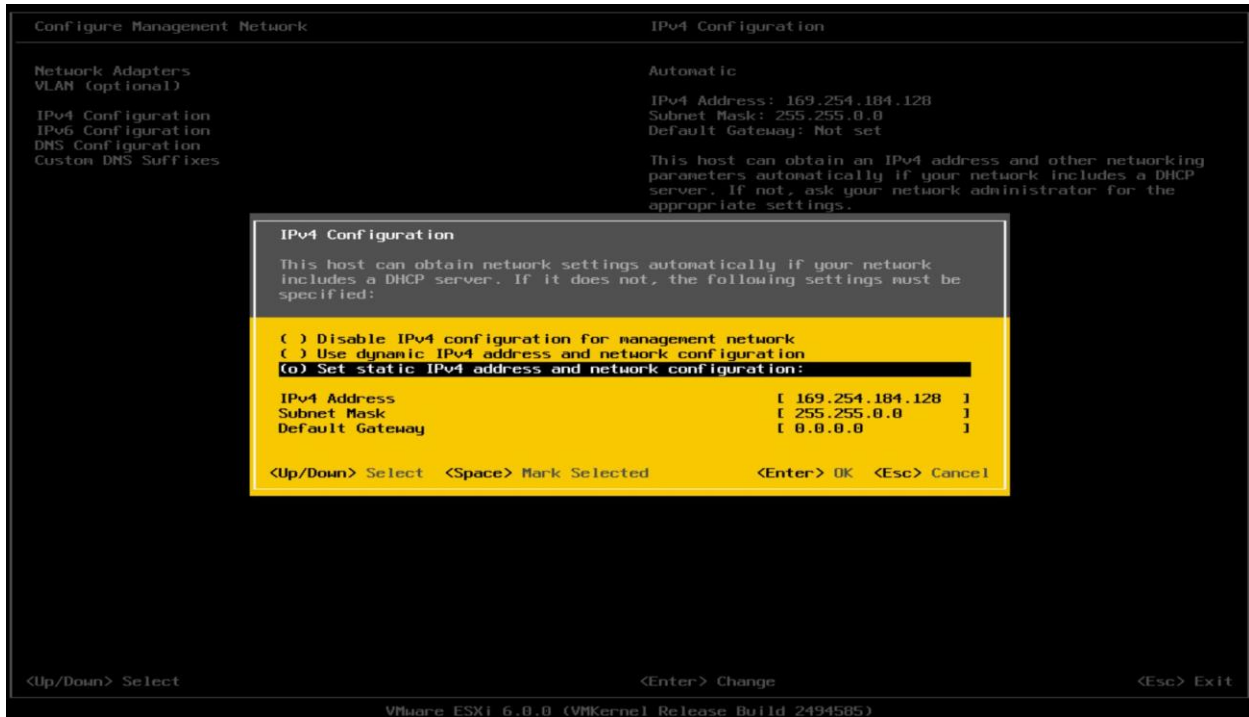 Configure Management Network
IPv4 Configuration
Network Adapters
VLAN (optional)
IPv4 Configuration
IPv6 Configuration
DNS Configuration
Custom DNS Suffixes
Automatic
IPv4 Address: 169.254.184.128
Subnet Mask: 255.255.0.0
Default Gateway: Not set
This host can obtain an IPv4 address and other networking
parameters automatically if your network includes a DHCP
server. If not, ask your network administrator for the
appropriate settings.
IPv4 Configuration
This host can obtain network settings automatically if your network
includes a DHCP server. If it does not, the following settings must be
specified:
( ) Disable IPv4 configuration for management network
( ) Use dynamic IPv4 address and network configuration
(o) Set static IPv4 address and network configuration:
IPv4 Address [ 169.254.184.128 ]
Subnet Mask [ 255.255.0.0 ]
Default Gateway [ 0.0.0.0 ]
<Up/Down> Select <Space> Mark Selected <Enter> OK <Esc> Cancel
<Up/Down> Select <Enter> Change <Esc> Exit
VMware ESXi 6.0.0 (VMKernel Release Build 2494585)